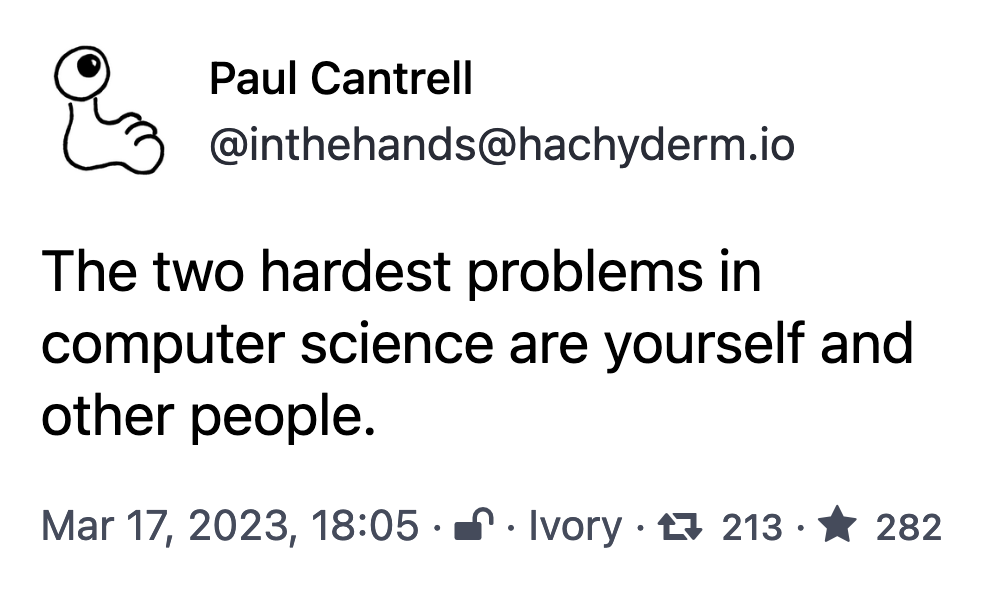 Paul Cantrell
@inthehands@hachyderm.io
The two hardest problems in
computer science are yourself and
other people.
Mar 17, 2023, 18:05 · · Ivory · 213 · 282